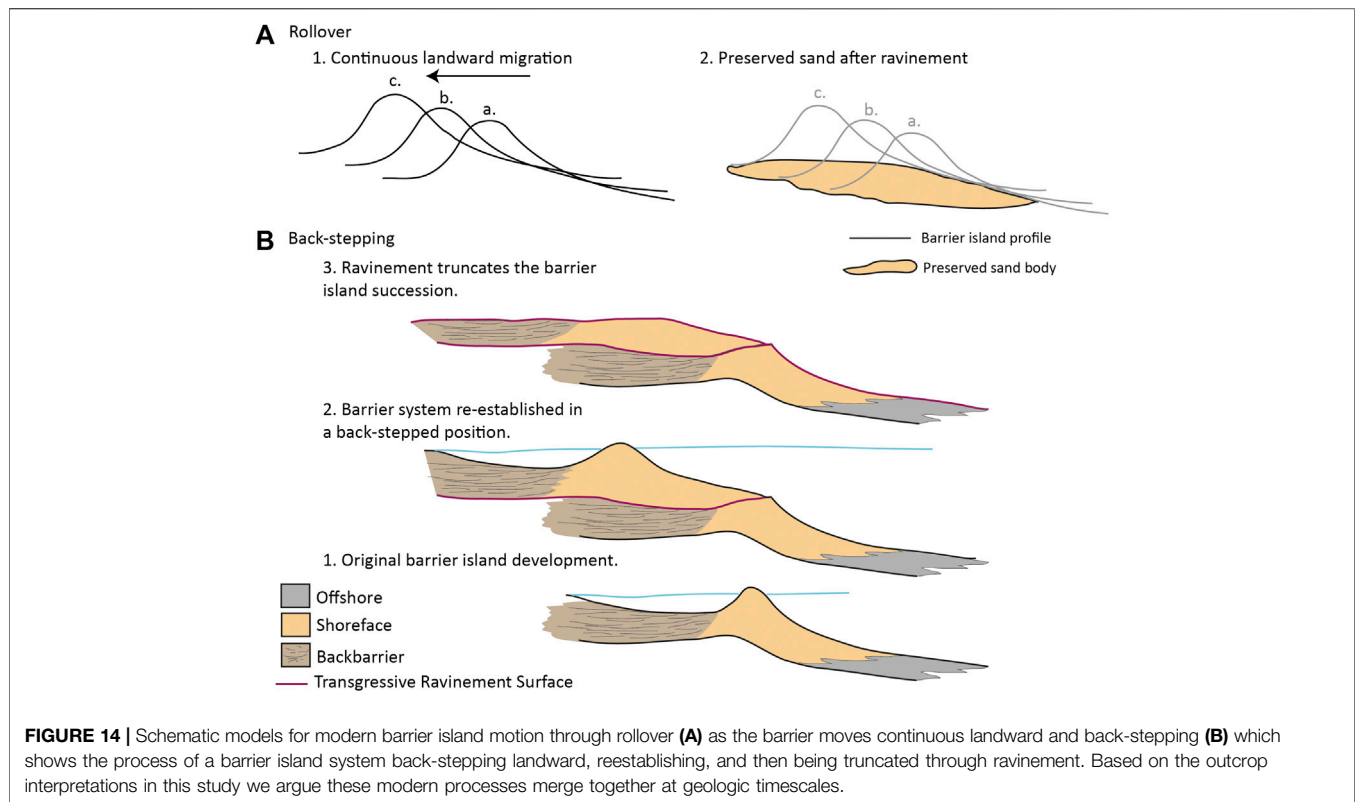 A Rollover
1. Continuous landward migration
c.
b.
a.
2. Preserved sand after ravinement
c.
b.
a.
Barrier island profile
Preserved sand body
B Back-stepping
3. Ravinement truncates the barrier
island succession.
2. Barrier system re-established in
a back-stepped position.
1. Original barrier island development.
Offshore
Shoreface
Backbarrier
Transgressive Ravinement Surface
FIGURE 14 | Schematic models for modern barrier island motion through rollover (A) as the barrier moves continuous landward and back-stepping (B) which
shows the process of a barrier island system back-stepping landward, reestablishing, and then being truncated through ravinement. Based on the outcrop
interpretations in this study we argue these modern processes merge together at geologic timescales.